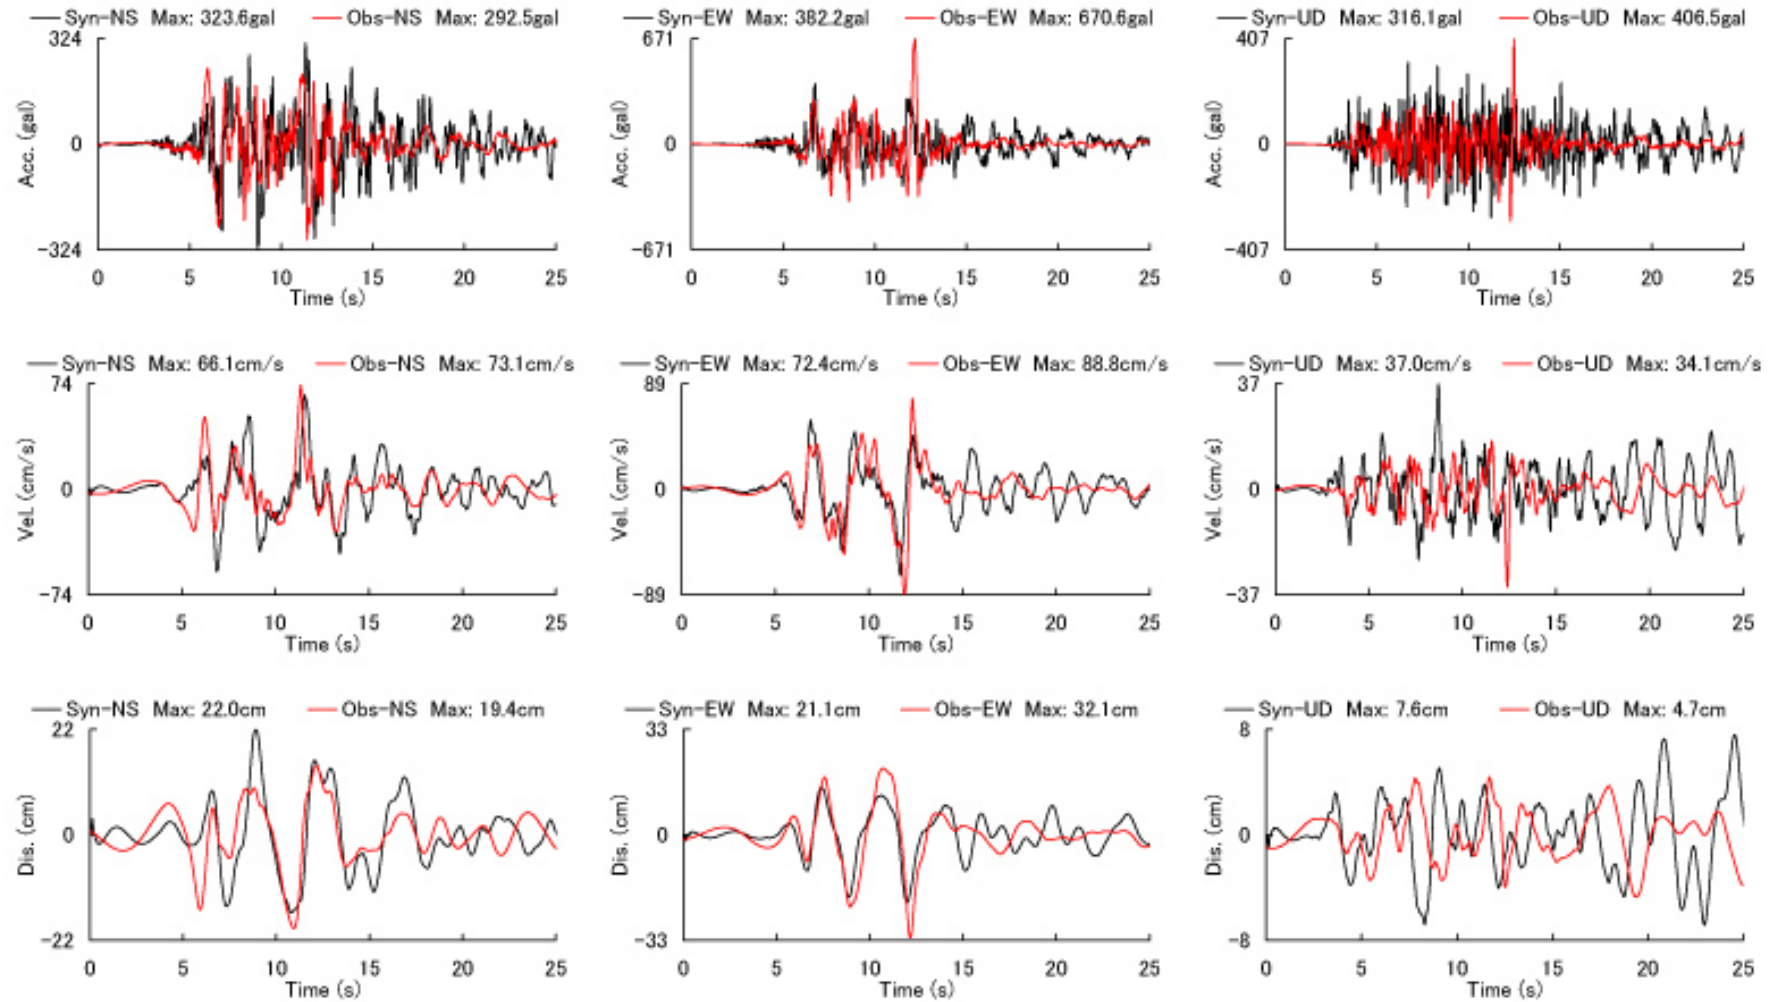 Syn-NS Max: 323.6gal Obs-NS Max: 292.5gal
324
0
-324
Acc. (gal)
0 5 10 15 20 25
Time (s)
Syn-EW Max: 382.2gal Obs-EW Max: 670.6gal
671
0
-671
Acc. (gal)
0 5 10 15 20 25
Time (s)
Syn-UD Max: 316.1gal Obs-UD Max: 406.5gal
407
0
-407
Acc. (gal)
0 5 10 15 20 25
Time (s)
Syn-NS Max: 66.1cm/s Obs-NS Max: 73.1cm/s
74
0
-74
Vel. (cm/s)
0 5 10 15 20 25
Time (s)
Syn-EW Max: 72.4cm/s Obs-EW Max: 88.8cm/s
89
0
-89
Vel. (cm/s)
0 5 10 15 20 25
Time (s)
Syn-UD Max: 37.0cm/s Obs-UD Max: 34.1cm/s
37
0
-37
Vel. (cm/s)
0 5 10 15 20 25
Time (s)
Syn-NS Max: 22.0cm Obs-NS Max: 19.4cm
22
0
-22
Dis. (cm)
0 5 10 15 20 25
Time (s)
Syn-EW Max: 21.1cm Obs-EW Max: 32.1cm
33
0
-33
Dis. (cm)
0 5 10 15 20 25
Time (s)
Syn-UD Max: 7.6cm Obs-UD Max: 4.7cm
8
0
-8
Dis. (cm)
0 5 10 15 20 25
Time (s)